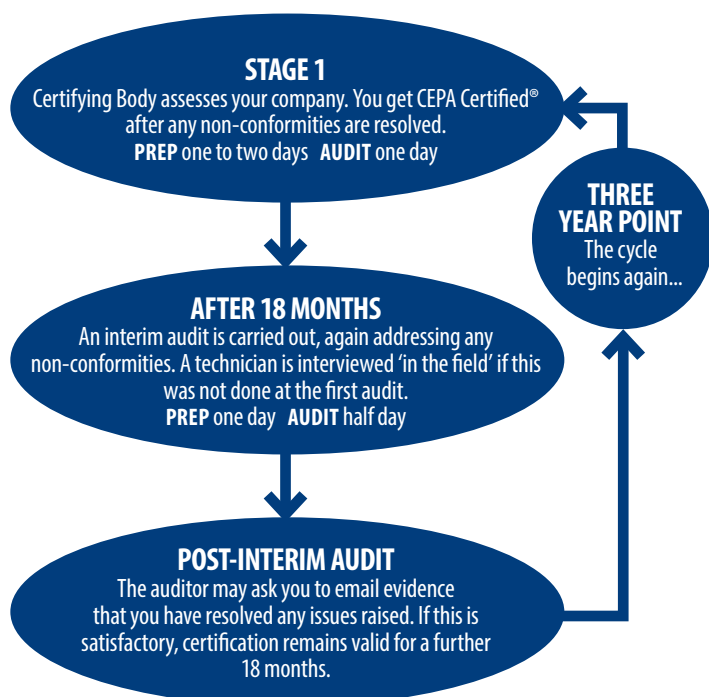 STAGE 1
Certifying Body assesses your company. You get CEPA Certified®
after any non-conformities are resolved.
PREP one to two days AUDIT one day
THREE
YEAR POINT
The cycle
begins again...
AFTER 18 MONTHS
An interim audit is carried out, again addressing any
non-conformities. A technician is interviewed ‘in the field’ if this
was not done at the first audit.
PREP one day AUDIT half day
POST-INTERIM AUDIT
The auditor may ask you to email evidence
that you have resolved any issues raised. If this is
satisfactory, certification remains valid for a further
18 months.